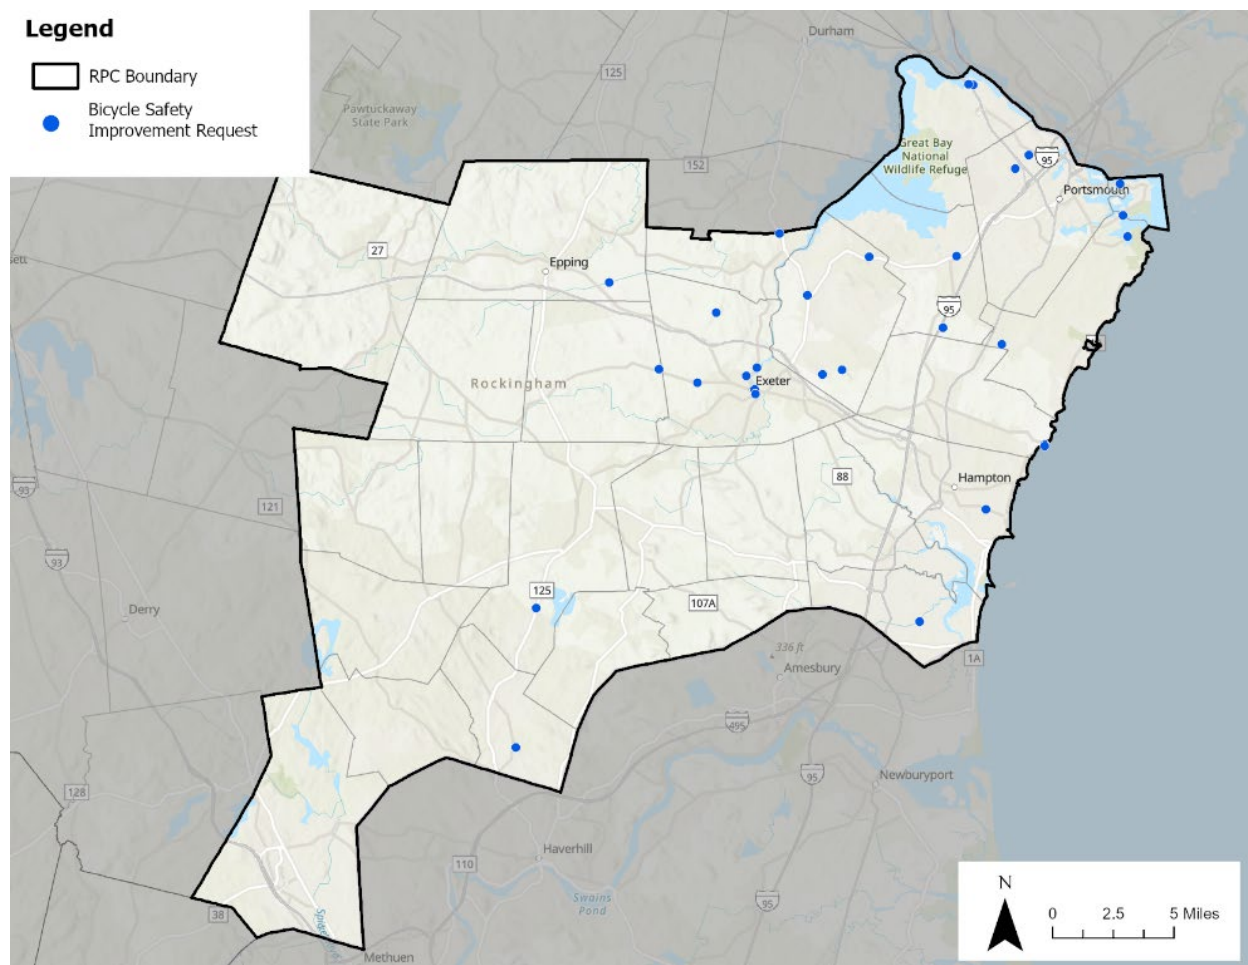 Legend
RPC Boundary
Bicycle Safety
Improvement Request
Durham
125
Pawtuckaway
State Park
152
Great Bay
National
Wildlife Refuge
95
Portsmouth
27
Epping
95
Rockingham
Exeter
88
Hampton
93
121
93
Derry
125
107A
336 ft
Amesbury
1A
495
95
Newburyport
128
Haverhill
110
95
Swains
Pond
38
Methuen
N
0 2.5 5 Miles